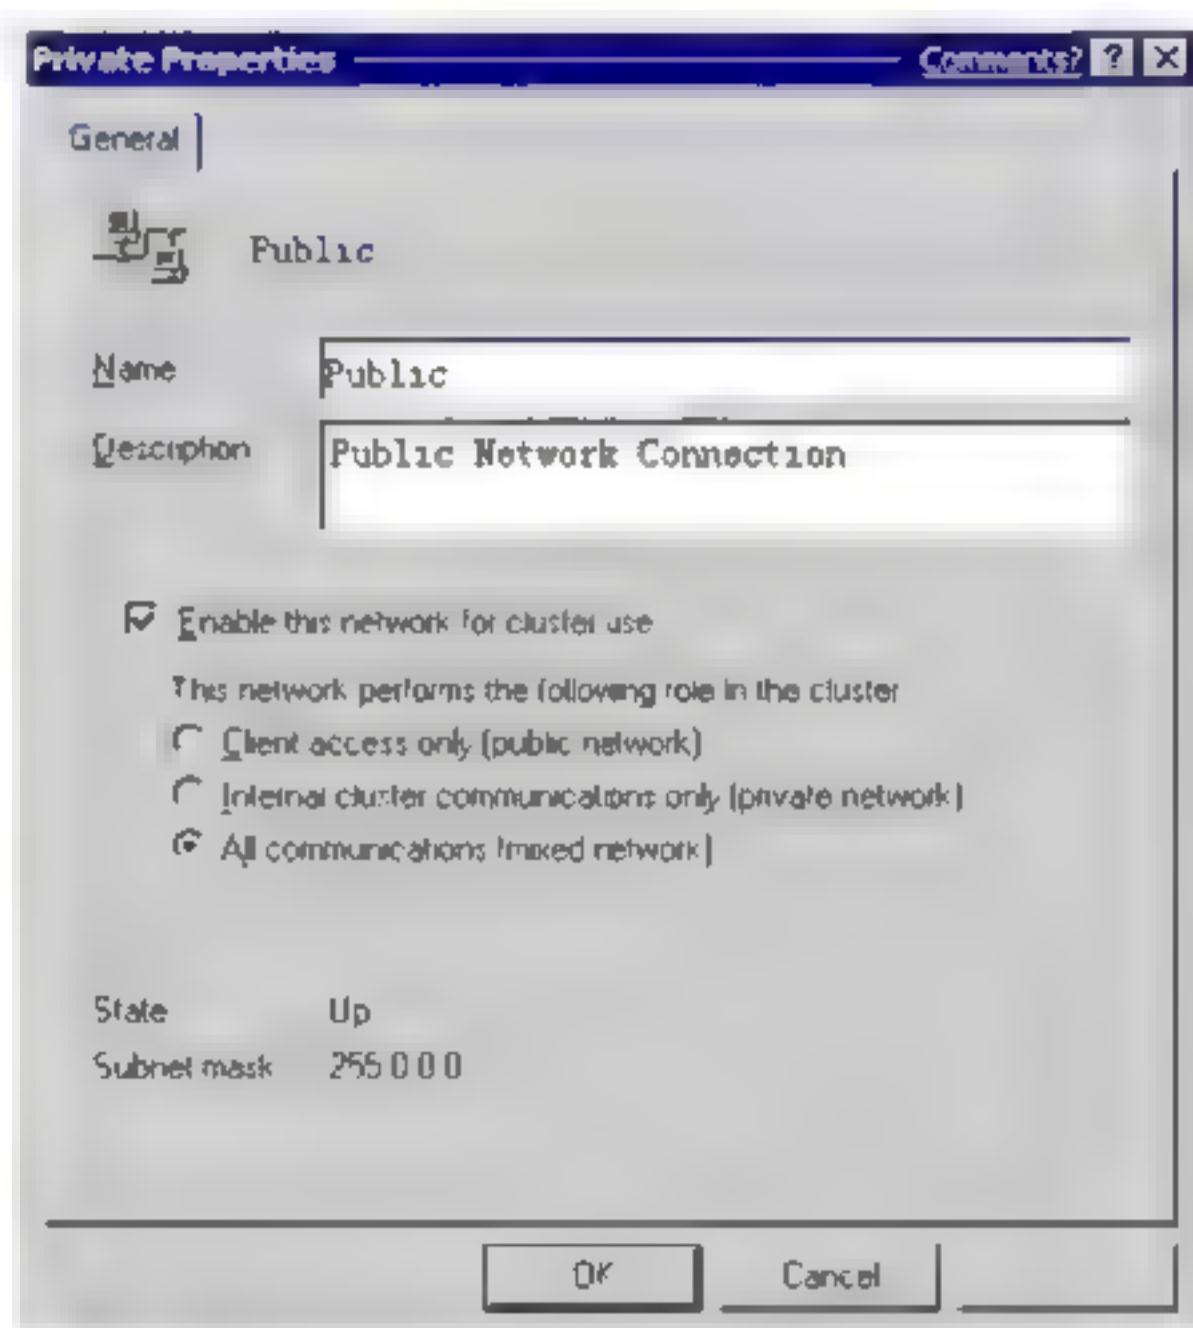 Private Properties Comments? ? X
General
Public
Name Public
Description Public Network Connection
Enable this network for cluster use
This network performs the following role in the cluster
Client access only (public network)
Internal cluster communications only (private network)
All communications (mixed network)
State Up
Subnet mask 255 0 0 0
OK Cancel